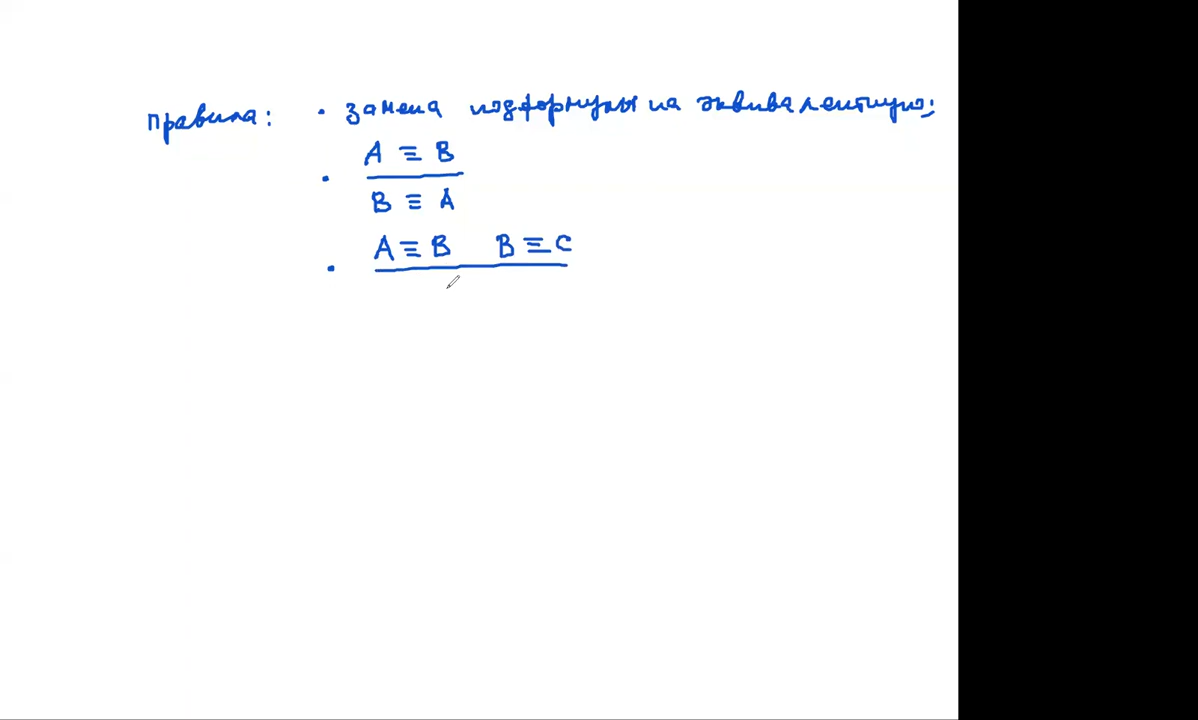 правила: • замена подформулы на эквивалентную;
• A ≡ B
B ≡ A
• A ≡ B B ≡ C